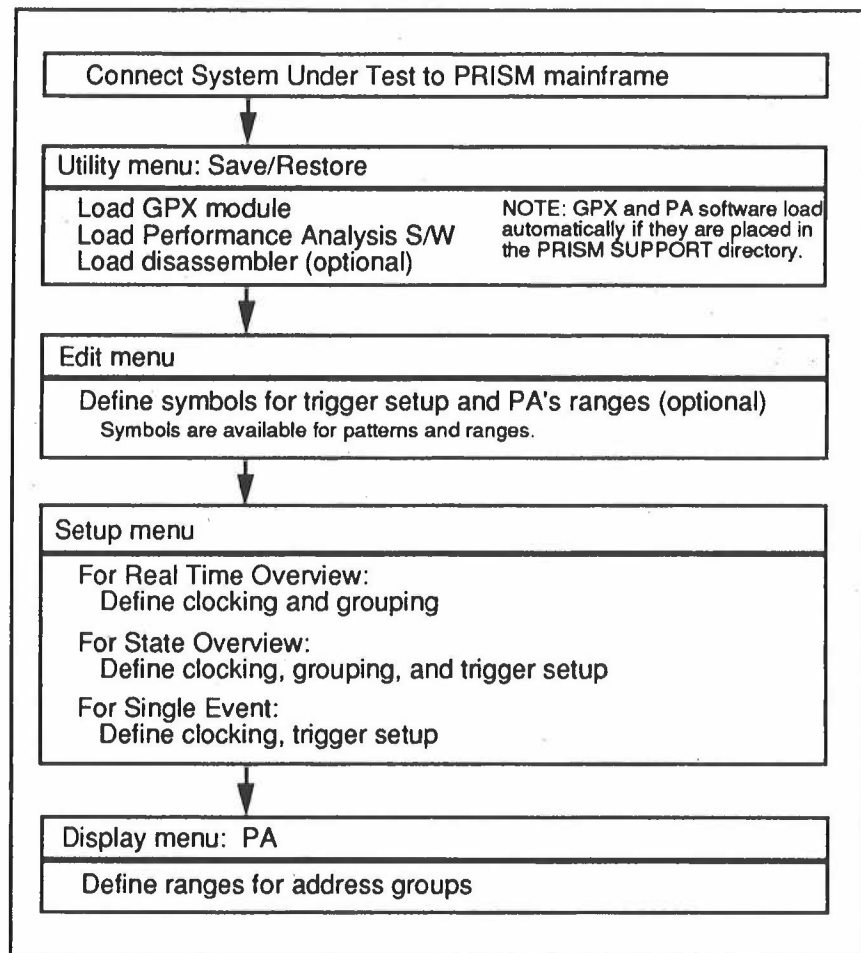 Connect System Under Test to PRISM mainframe
Utility menu: Save/Restore
Load GPX module
Load Performance Analysis S/W
Load disassembler (optional)
NOTE: GPX and PA software load
automatically if they are placed in
the PRISM SUPPORT directory.
Edit menu
Define symbols for trigger setup and PA's ranges (optional)
Symbols are available for patterns and ranges.
Setup menu
For Real Time Overview:
Define clocking and grouping
For State Overview:
Define clocking, grouping, and trigger setup
For Single Event:
Define clocking, trigger setup
Display menu: PA
Define ranges for address groups